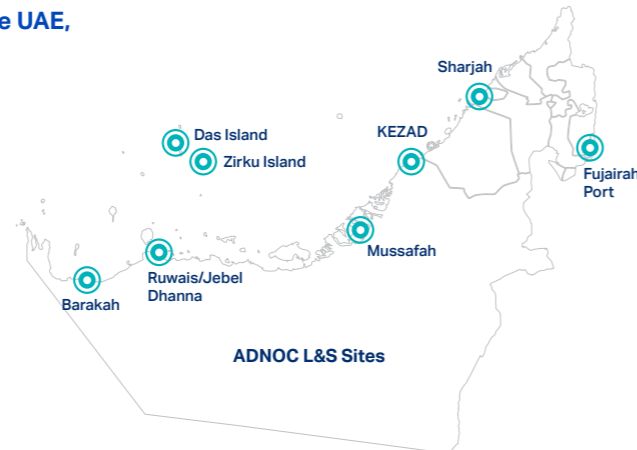 e UAE,
Sharjah
KEZAD
Das Island
Zirku Island
Fujairah
Port
Mussafah
Ruwais/Jebel
Dhanna
Barakah
ADNOC L&S Sites